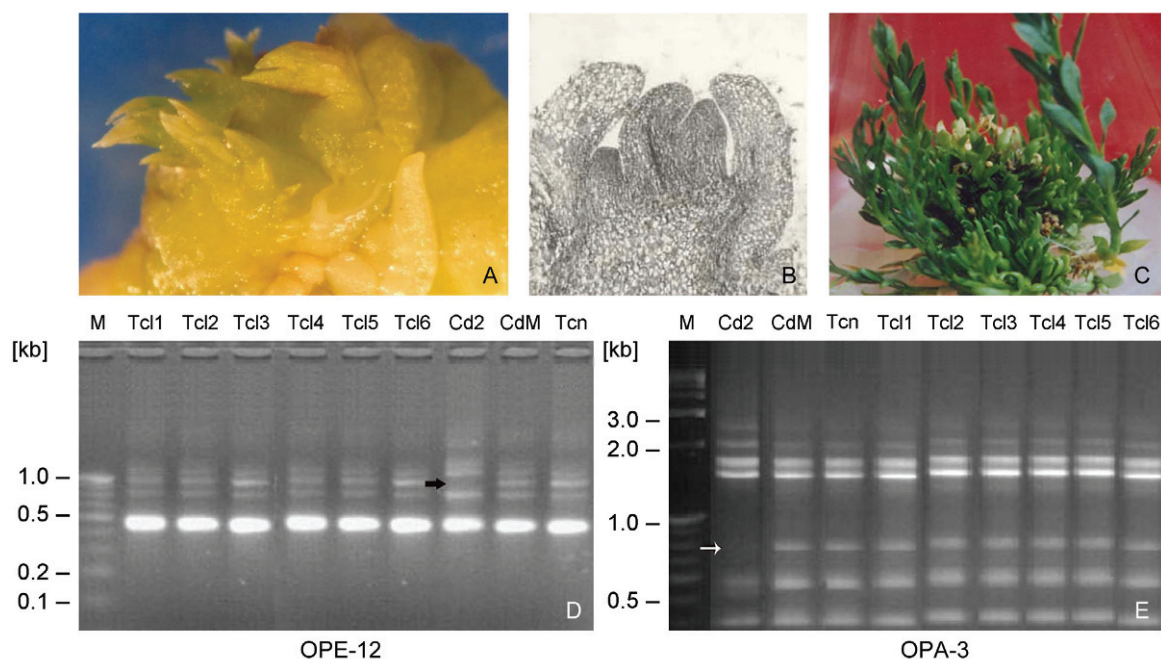 A
B
C
M Tcl1 Tcl2 Tcl3 Tcl4 Tcl5 Tcl6 Cd2 CdM Tcn
[kb]
1.0 –
0.5 –
0.2 –
0.1 –
D
OPE-12
M Cd2 CdM Tcn Tcl1 Tcl2 Tcl3 Tcl4 Tcl5 Tcl6
[kb]
3.0 –
2.0 –
1.0 –
0.5 –
E
OPA-3